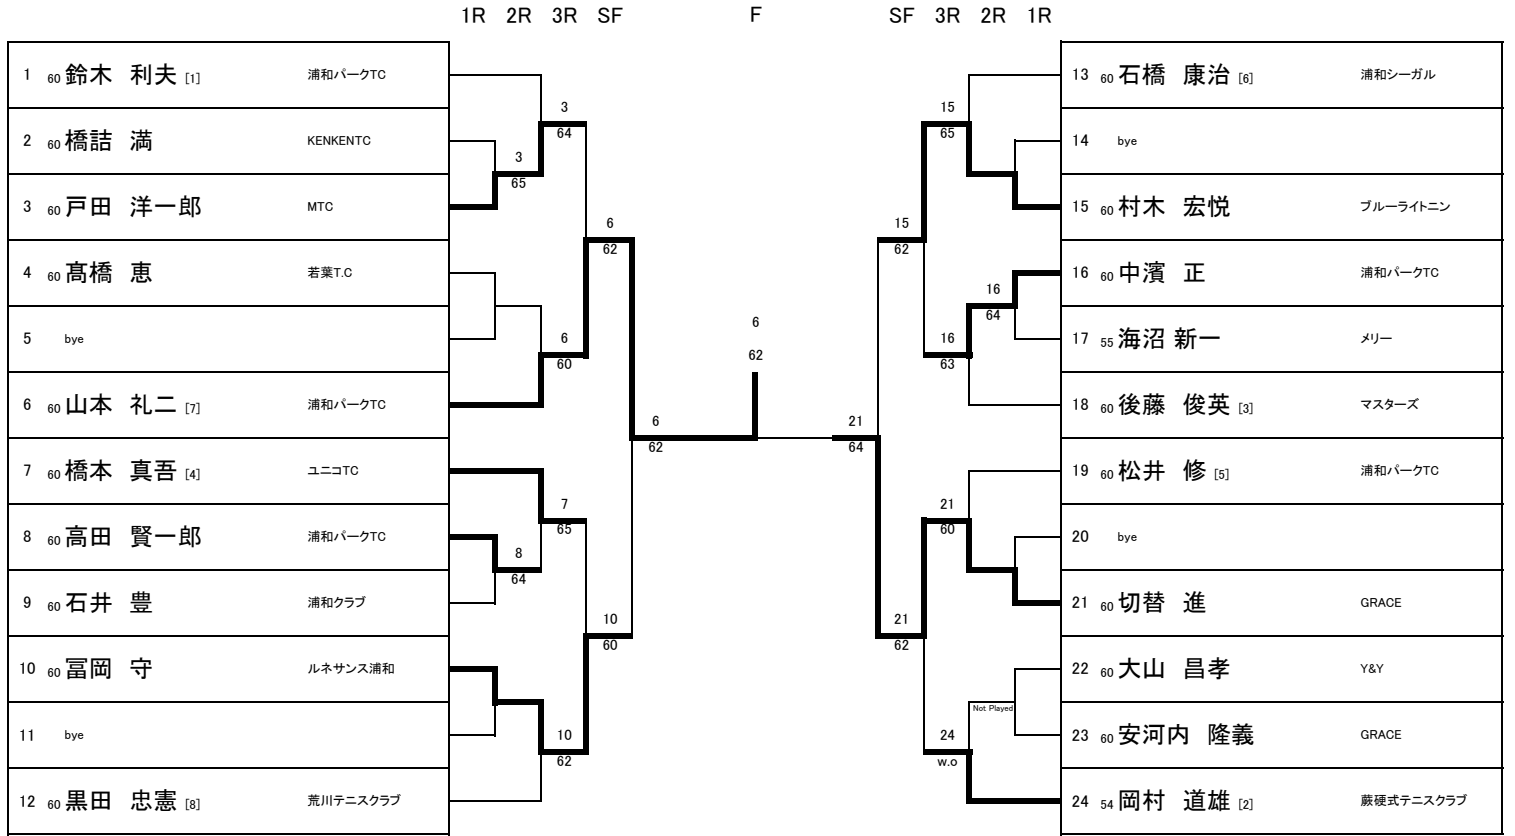 1R 2R 3R SF F SF 3R 2R 1R
1 60 鈴木 利夫 [1] 浦和パークTC
2 60 橋詰 満 KENKENTC
3 60 戸田 洋一郎 MTC
4 60 髙橋 恵 若葉T.C
5 bye
6 60 山本 礼二 [7] 浦和パークTC
7 60 橋本 真吾 [4] ユニコTC
8 60 高田 賢一郎 浦和パークTC
9 60 石井 豊 浦和クラブ
10 60 冨岡 守 ルネサンス浦和
11 bye
12 60 黒田 忠憲 [8] 荒川テニスクラブ
3
65
8
64
3
64
6
60
7
65
10
62
6
62
10
60
6
62
6
62
21
64
15
62
21
62
15
65
16
63
21
60
24
w.o
16
64
Not Played
13 60 石橋 康治 [6] 浦和シーガル
14 bye
15 60 村木 宏悦 ブルーライトニン
16 60 中濱 正 浦和パークTC
17 55 海沼 新一 メリー
18 60 後藤 俊英 [3] マスターズ
19 60 松井 修 [5] 浦和パークTC
20 bye
21 60 切替 進 GRACE
22 60 大山 昌孝 Y&Y
23 60 安河内 隆義 GRACE
24 54 岡村 道雄 [2] 蕨硬式テニスクラブ